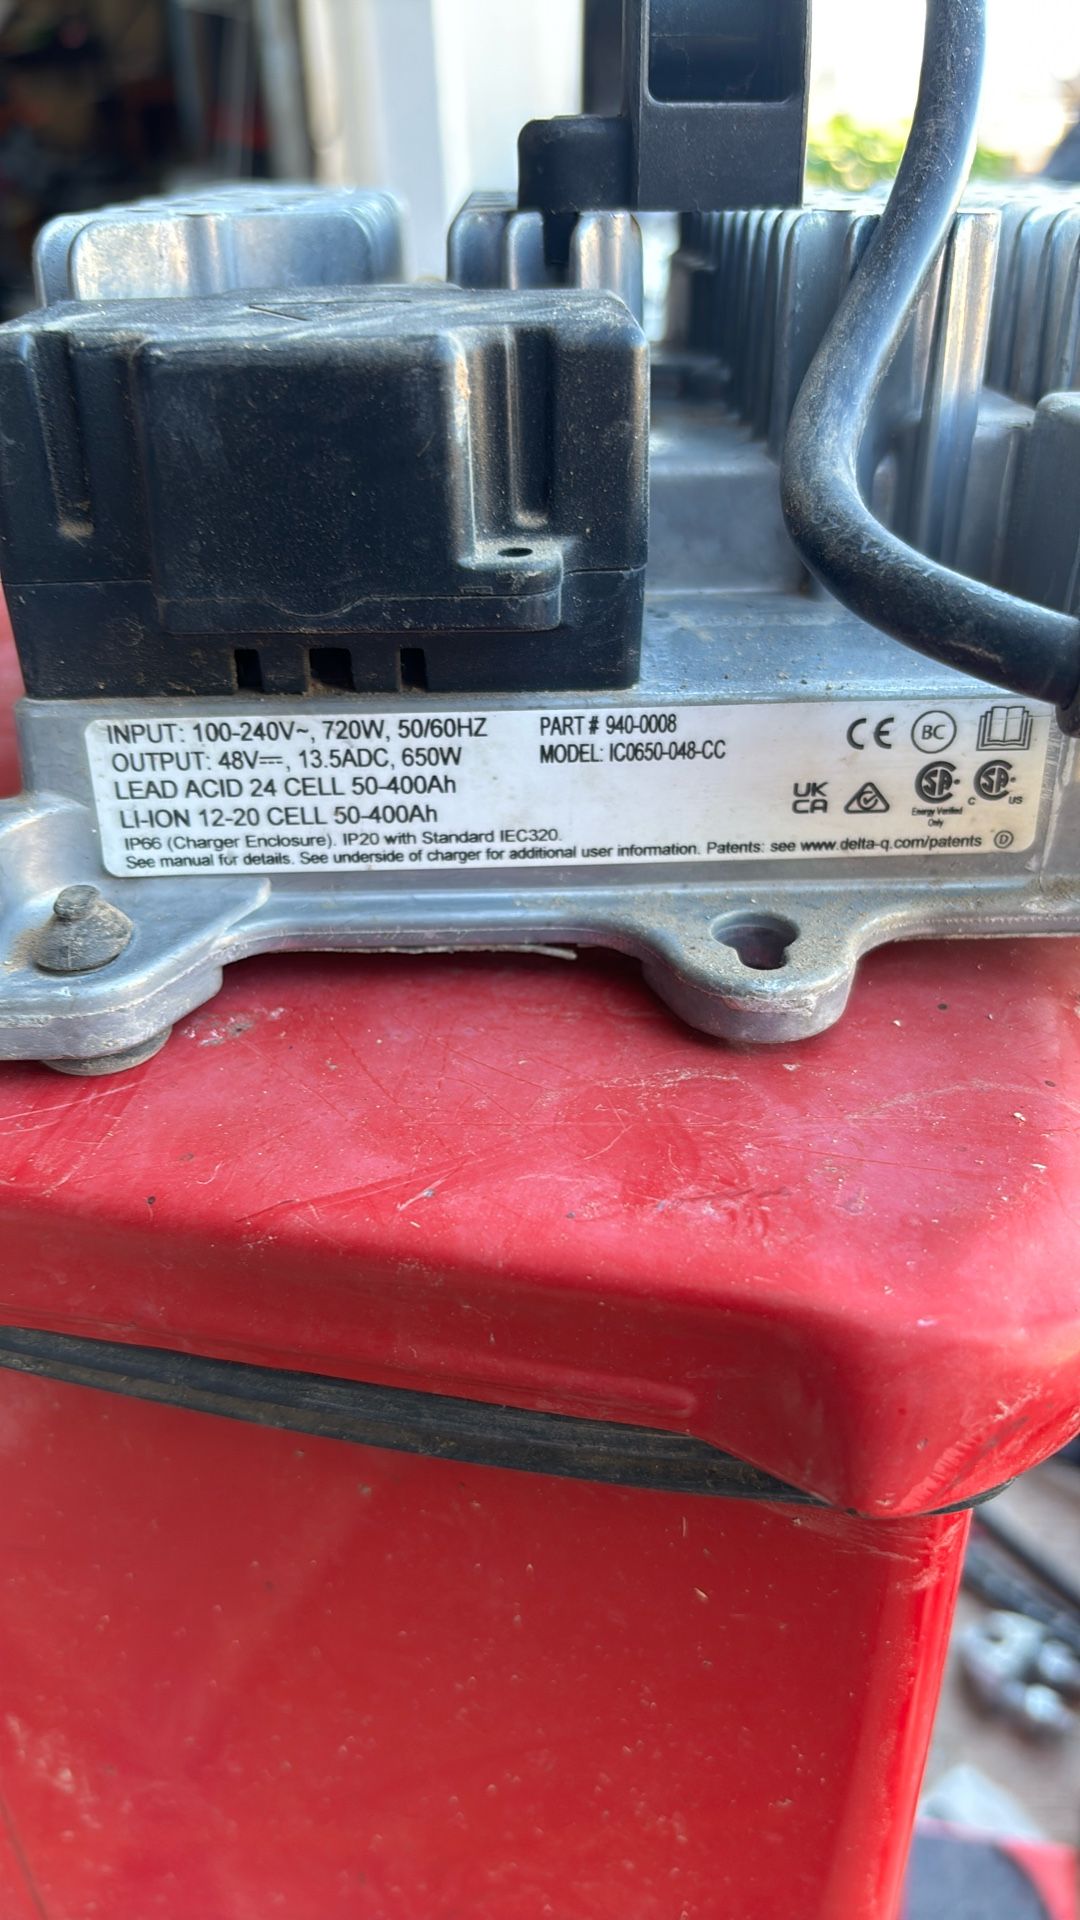 INPUT: 100-240V~, 720W, 50/60HZ
OUTPUT: 48V⎓, 13.5ADC, 650W
LEAD ACID 24 CELL 50-400Ah
LI-ION 12-20 CELL 50-400Ah
IP66 (Charger Enclosure). IP20 with Standard IEC320.
See manual for details. See underside of charger for additional user information. Patents: see www.delta-q.com/patents D
PART # 940-0008
MODEL: IC0650-048-CC
CE BC
UK
CA
SA
Energy Verified
Only
C SA US